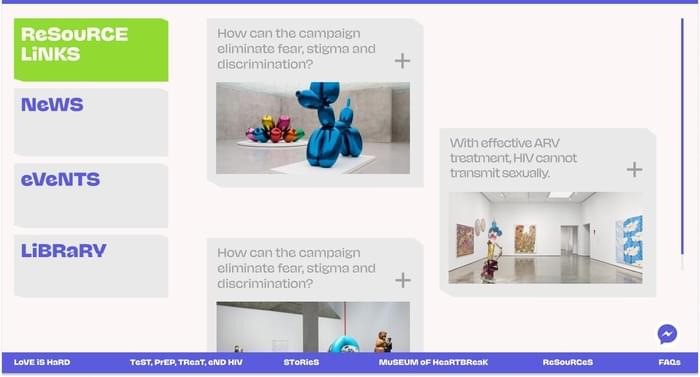 ReSouRCE
LiNKS
NeWS
eVeNTS
LiBRaRY
How can the campaign
eliminate fear, stigma and
discrimination?
With effective ARV
treatment, HIV cannot
transmit sexually.
How can the campaign
eliminate fear, stigma and
discrimination?
LoVE iS HaRD
TeST, PrEP, TReaT, eND HIV
SToRieS
MuSEUM oF HeaRTBReaK
ReSouRCeS
FAQs